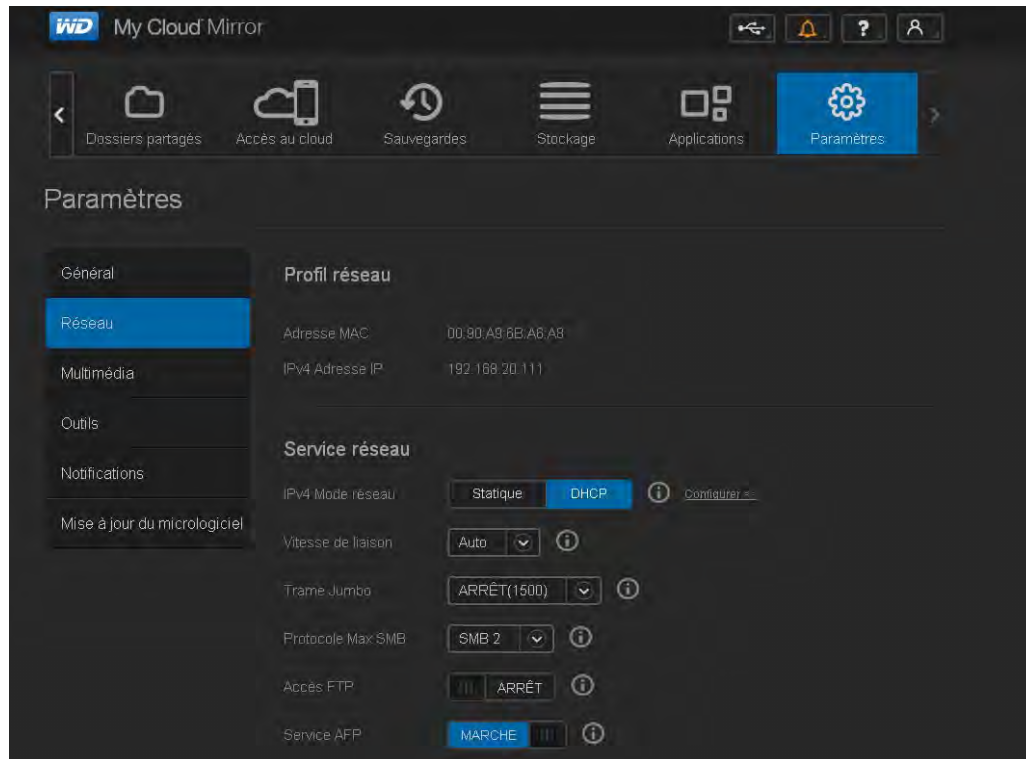 WD My Cloud Mirror
?
Dossiers partagés Accès au cloud Sauvegardes Stockage Applications Paramètres
Paramètres
Général
Réseau
Multimédia
Outils
Notifications
Mise à jour du micrologiciel
Profil réseau
Adresse MAC 00:90:A9:6B:A6:A8
IPv4 Adresse IP 192.168.20.111
Service réseau
IPv4 Mode réseau Statique DHCP Configurer »
Vitesse de liaison Auto
Trame Jumbo ARRÊT(1500)
Protocole Max SMB SMB 2
Accès FTP ARRÊT
Service AFP MARCHE